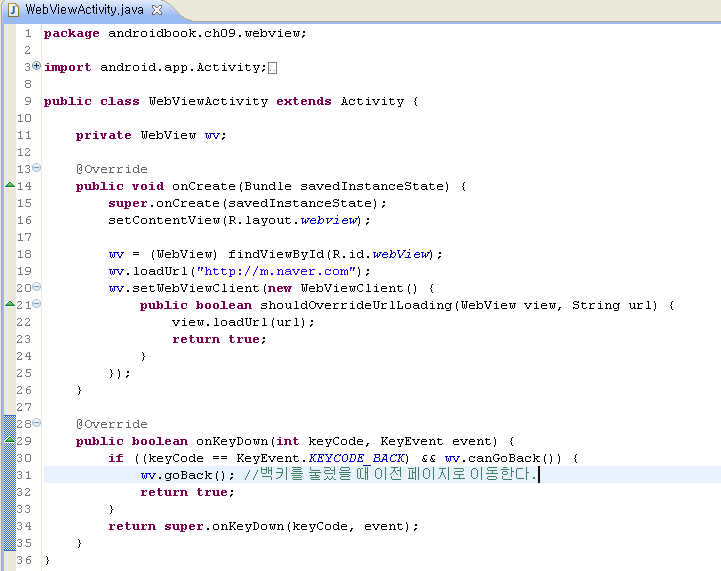 WebViewActivity.java
1 package androidbook.ch09.webview;
2
3 import android.app.Activity;
8
9 public class WebViewActivity extends Activity {
10
11     private WebView wv;
12
13     @Override
14     public void onCreate(Bundle savedInstanceState) {
15         super.onCreate(savedInstanceState);
16         setContentView(R.layout.webview);
17
18         wv = (WebView) findViewById(R.id.webView);
19         wv.loadUrl("http://m.naver.com");
20         wv.setWebViewClient(new WebViewClient() {
21             public boolean shouldOverrideUrlLoading(WebView view, String url) {
22                 view.loadUrl(url);
23                 return true;
24             }
25         });
26     }
27
28     @Override
29     public boolean onKeyDown(int keyCode, KeyEvent event) {
30         if ((keyCode == KeyEvent.KEYCODE_BACK) && wv.canGoBack()) {
31             wv.goBack(); //백키를 눌렀을 때 이전 페이지로 이동한다.
32             return true;
33         }
34         return super.onKeyDown(keyCode, event);
35     }
36 }